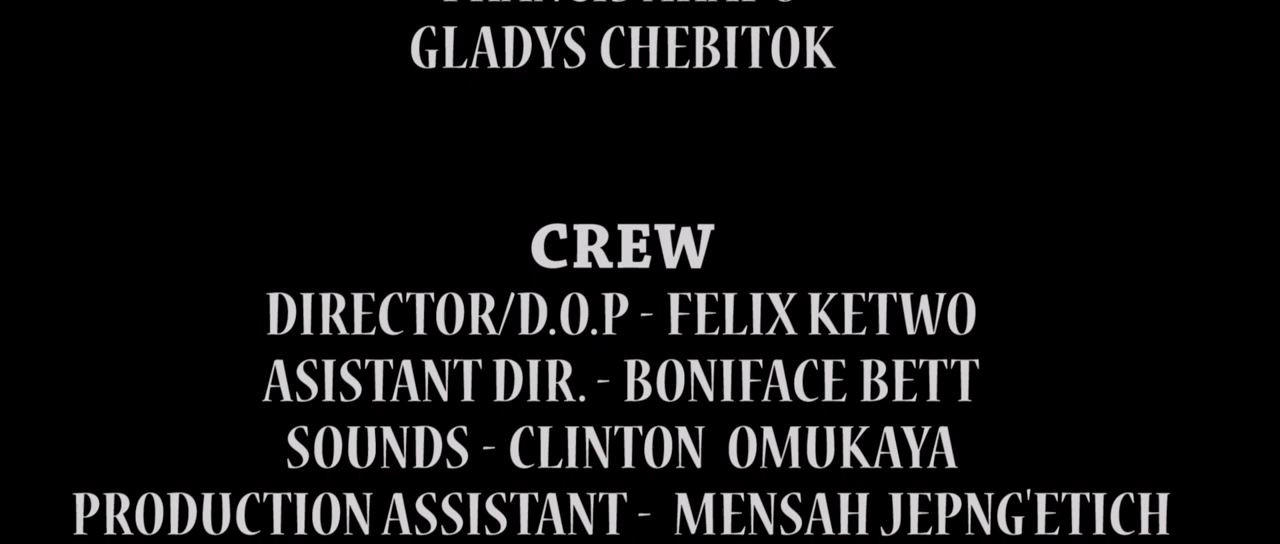 GLADYS CHEBITOK
CREW
DIRECTOR/D.O.P - FELIX KETWO
ASISTANT DIR. - BONIFACE BETT
SOUNDS - CLINTON OMUKAYA
PRODUCTION ASSISTANT - MENSAH JEPNG'ETICH